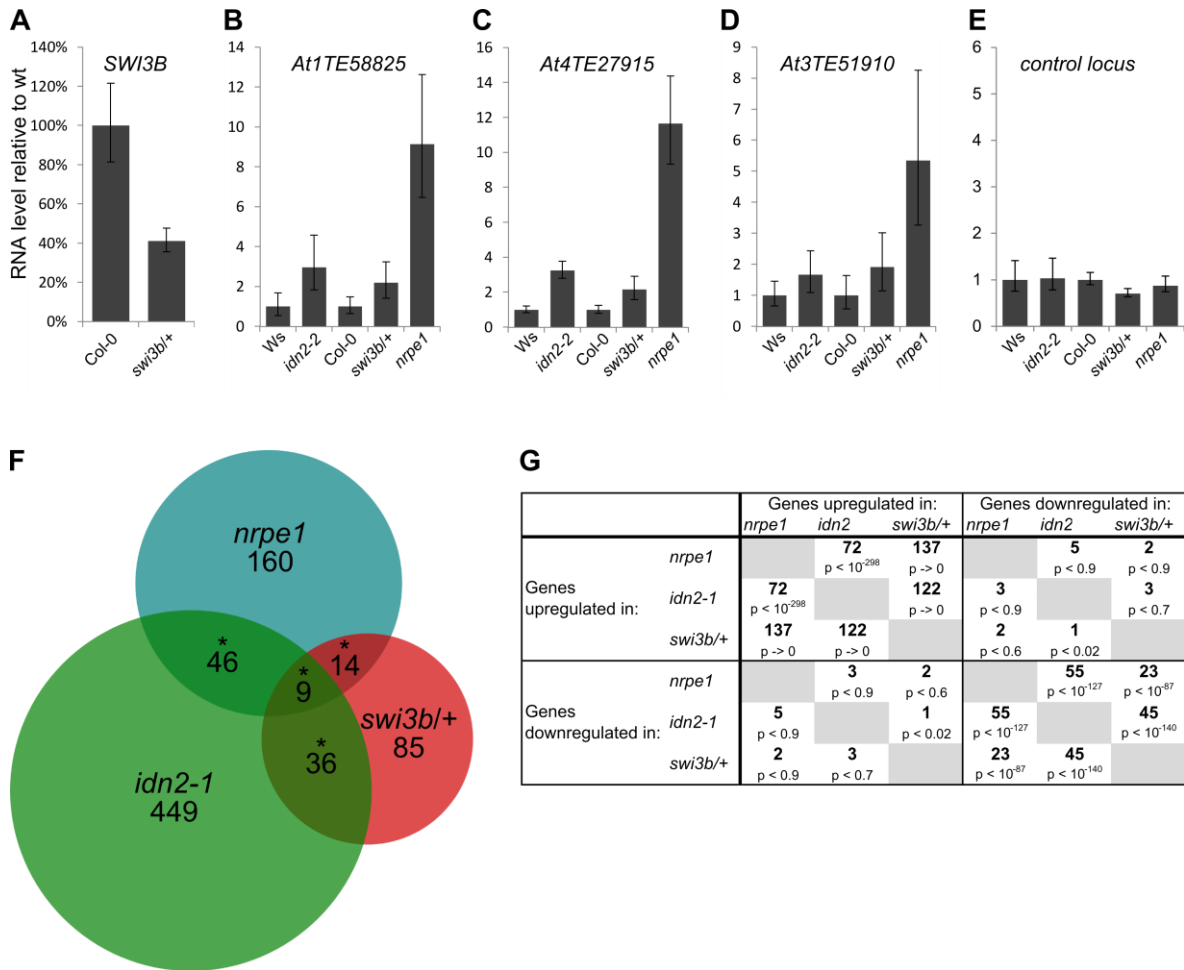 A
B
C
D
E
RNA level relative to wt
SWI3B
140%
120%
100%
80%
60%
40%
20%
0%
Col-0
swi3b/+
At1TE58825
14
12
10
8
6
4
2
0
Ws
idn2-2
Col-0
swi3b/+
nrpe1
At4TE27915
16
14
12
10
8
6
4
2
0
Ws
idn2-2
Col-0
swi3b/+
nrpe1
At3TE51910
9
8
7
6
5
4
3
2
1
0
Ws
idn2-2
Col-0
swi3b/+
nrpe1
control locus
6
5
4
3
2
1
0
Ws
idn2-2
Col-0
swi3b/+
nrpe1
F
nrpe1
160
*
46
*
14
*
9
swi3b/+
85
*
36
idn2-1
449
G
Genes upregulated in: Genes downregulated in:
nrpe1 idn2 swi3b/+ nrpe1 idn2 swi3b/+
nrpe1 72 137 5 2
p < 10^-298 p -> 0 p < 0.9 p < 0.9
Genes upregulated in: idn2-1 72 122 3 3
p < 10^-298 p -> 0 p < 0.9 p < 0.7
swi3b/+ 137 122 2 1
p -> 0 p -> 0 p < 0.6 p < 0.02
nrpe1 3 2 55 23
p < 0.9 p < 0.6 p < 10^-127 p < 10^-87
Genes downregulated in: idn2-1 5 1 55 45
p < 0.9 p < 0.02 p < 10^-127 p < 10^-140
swi3b/+ 2 3 23 45
p < 0.9 p < 0.7 p < 10^-87 p < 10^-140